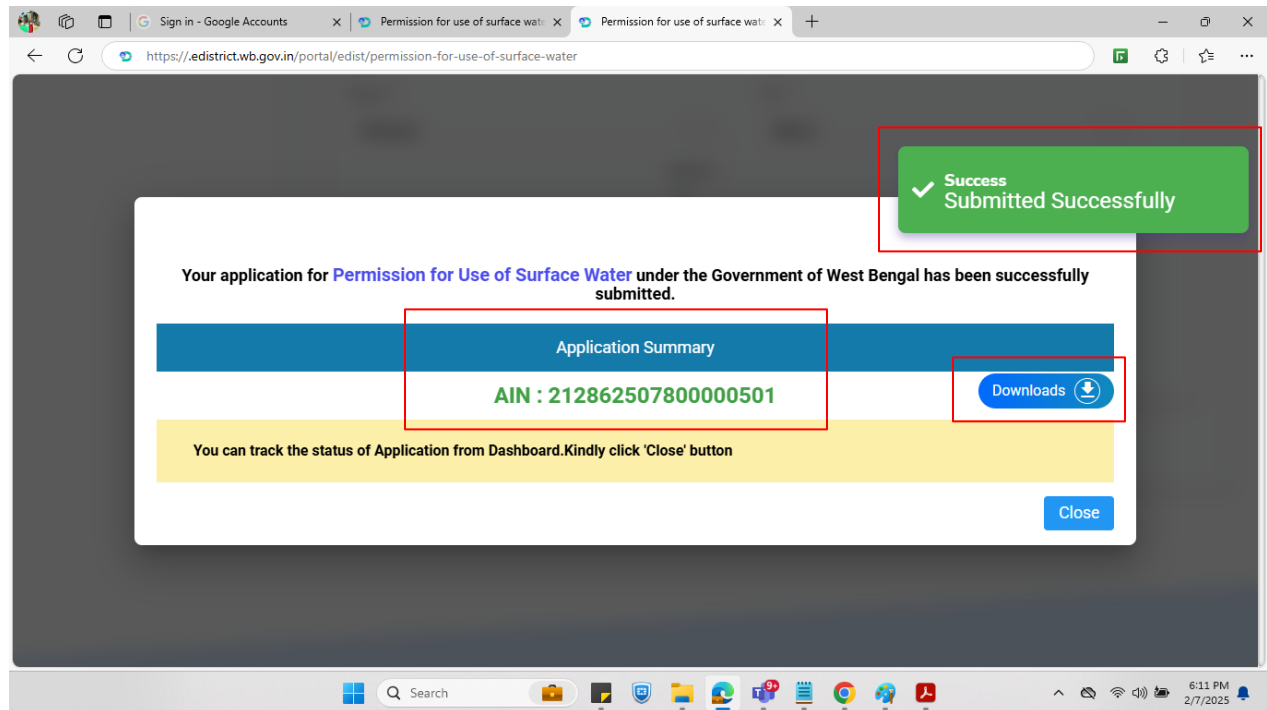 Sign in - Google Accounts
Permission for use of surface wate
Permission for use of surface wate
https://.edistrict.wb.gov.in/portal/edist/permission-for-use-of-surface-water
Success
Submitted Successfully
Your application for Permission for Use of Surface Water under the Government of West Bengal has been successfully
submitted.
Application Summary
AIN : 212862507800000501
Downloads
You can track the status of Application from Dashboard.Kindly click 'Close' button
Close
Search
9+
6:11 PM
2/7/2025